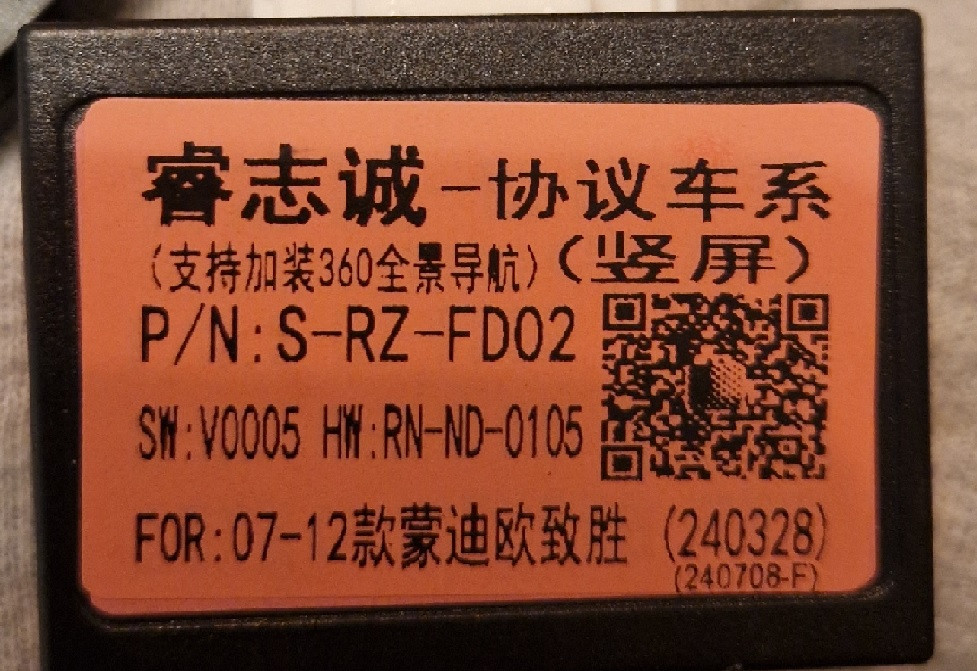 睿志诚-协议车系
(支持加装360全景导航)(竖屏)
P/N:S-RZ-FD02
SW:V0005 HW:RN-ND-0105
FOR:07-12款蒙迪欧致胜 (240328)
(240708-F)